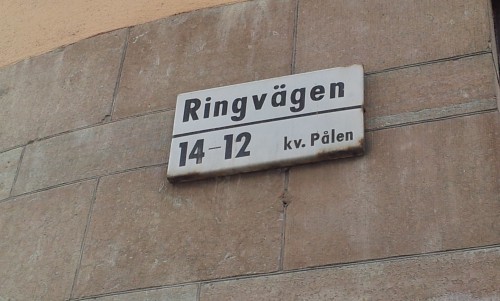 Ringvägen
14-12 kv. Pålen